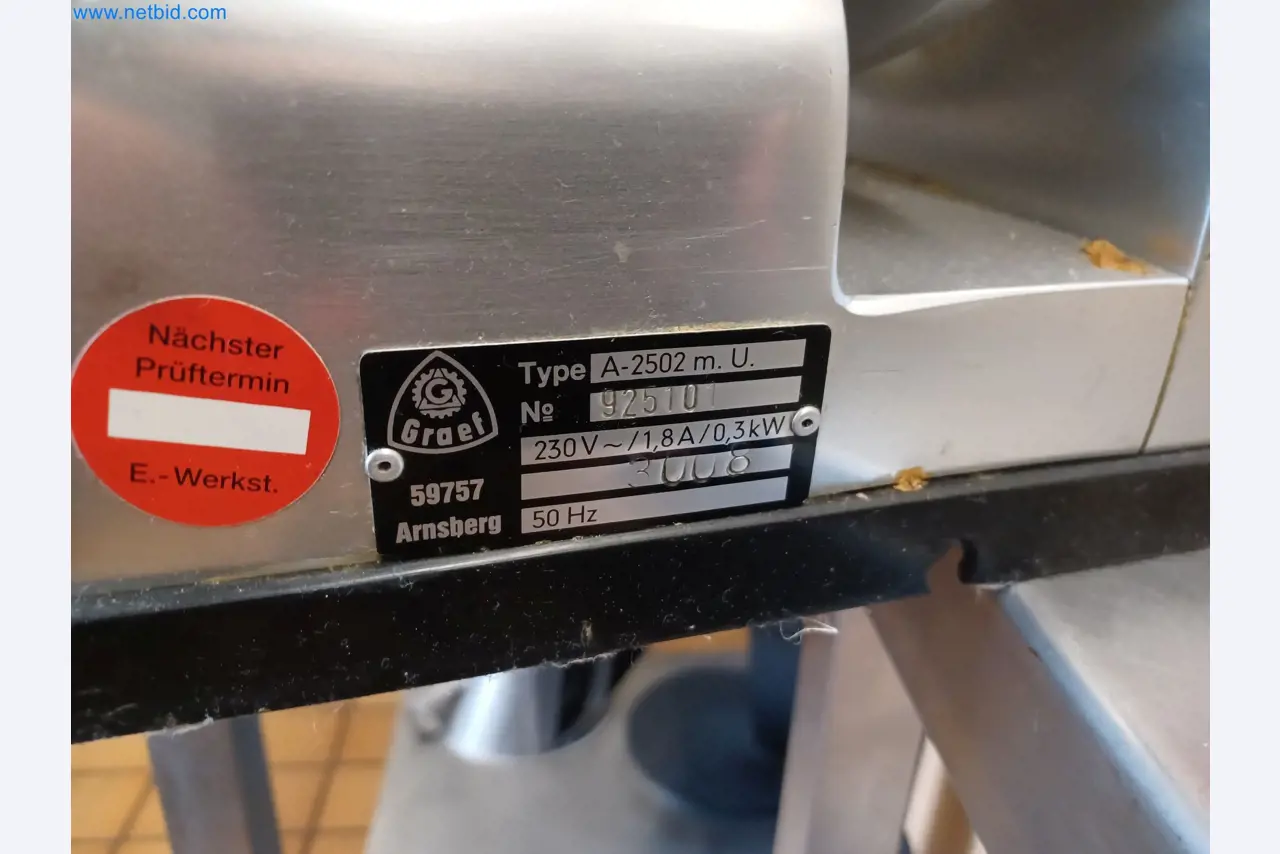 www.netbid.com
Nächster
Prüftermin
E.-Werkst.
G
Graef
59757
Arnsberg
Type A-2502 m. U.
№ 925101
230V~/1,8A/0,3kW
3008
50 Hz